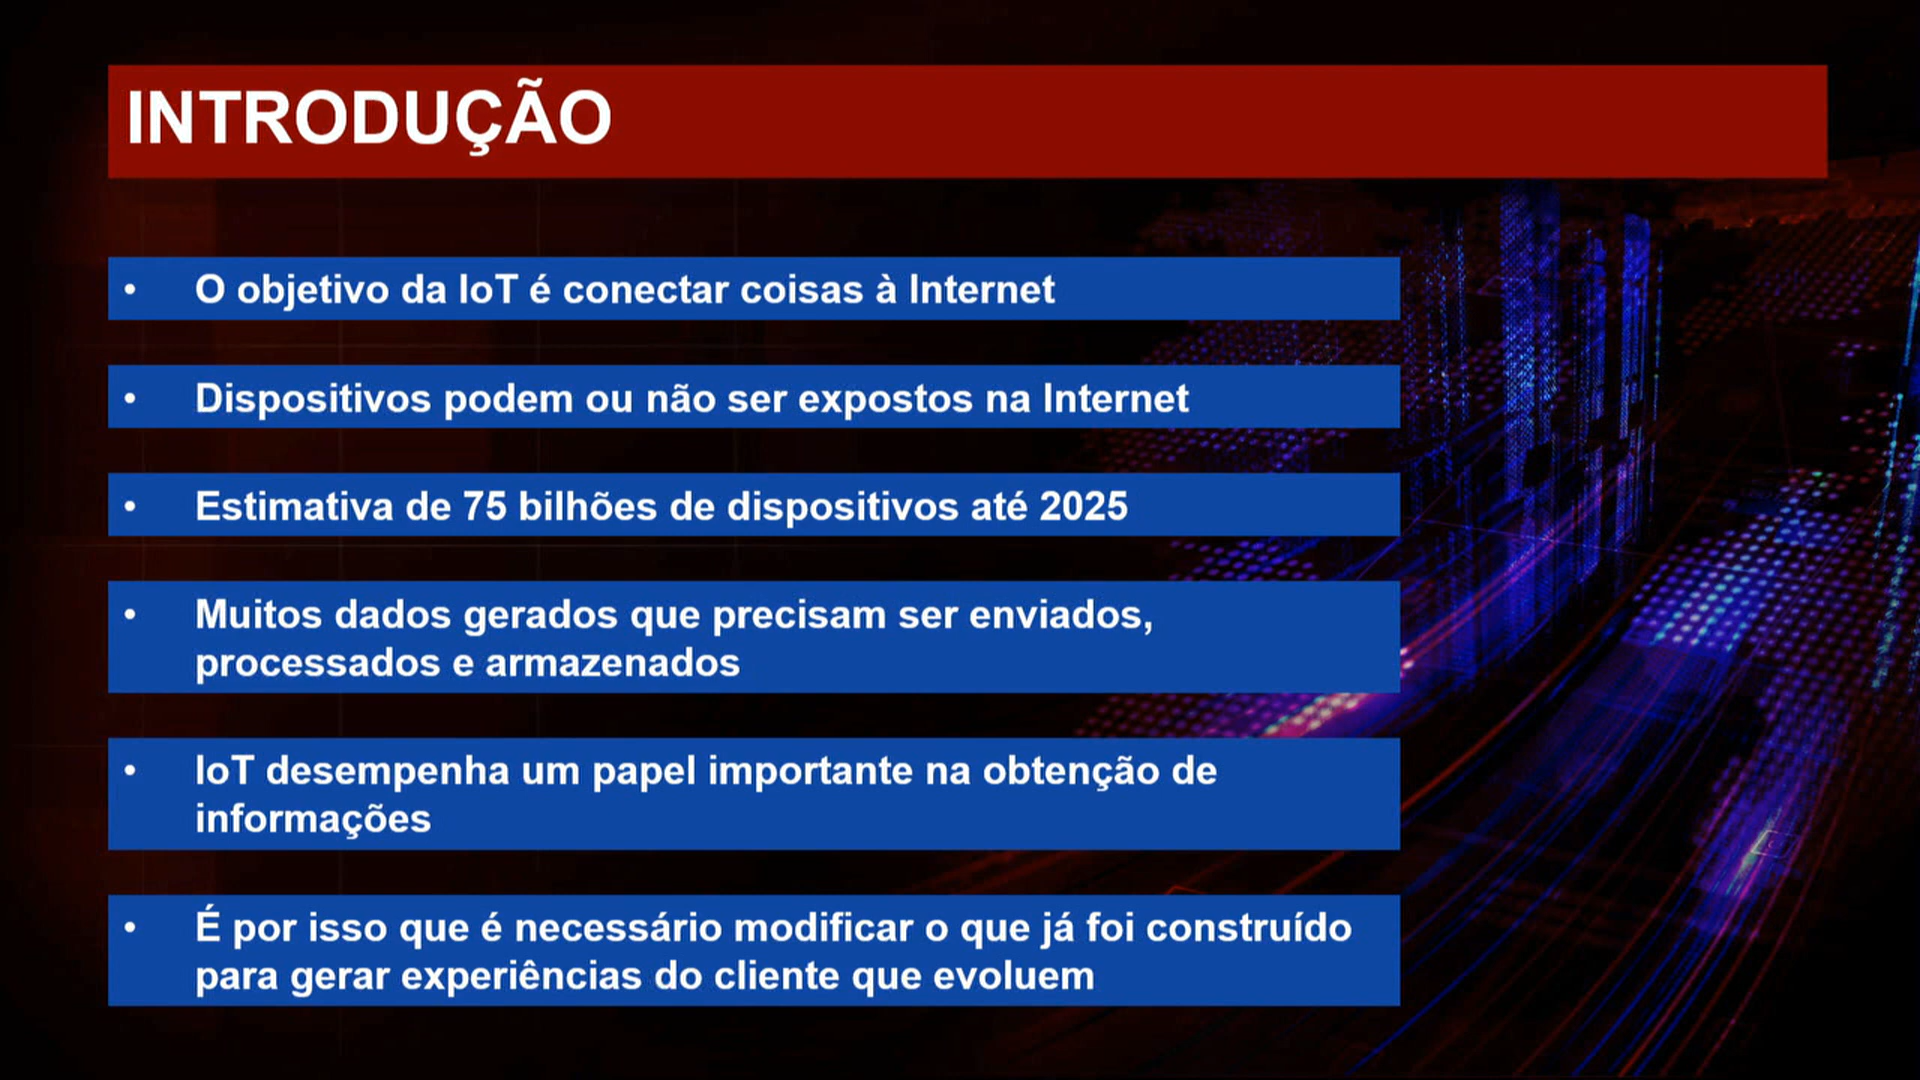 INTRODUÇÃO
• O objetivo da IoT é conectar coisas à Internet
• Dispositivos podem ou não ser expostos na Internet
• Estimativa de 75 bilhões de dispositivos até 2025
• Muitos dados gerados que precisam ser enviados,
processados e armazenados
• IoT desempenha um papel importante na obtenção de
informações
• É por isso que é necessário modificar o que já foi construído
para gerar experiências do cliente que evoluem